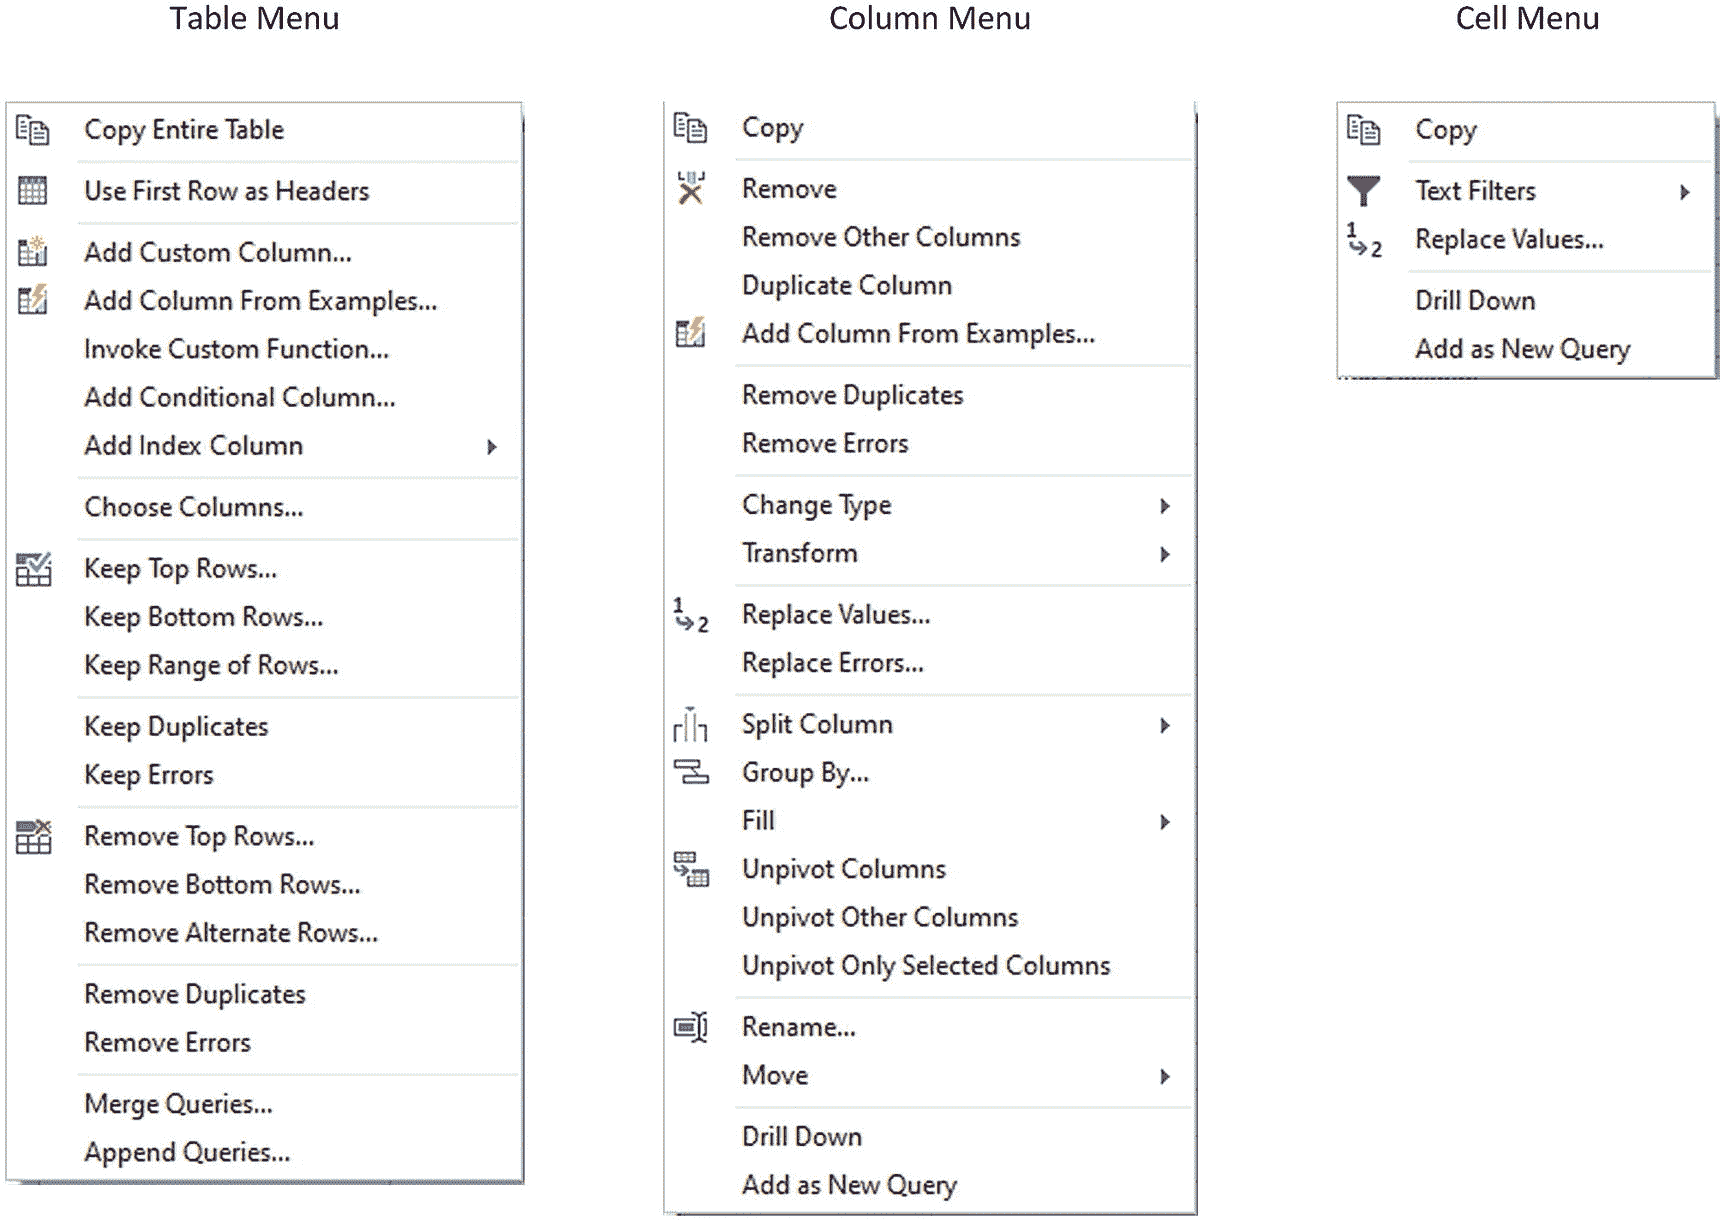 Table Menu
Copy Entire Table
Use First Row as Headers
Add Custom Column...
Add Column From Examples...
Invoke Custom Function...
Add Conditional Column...
Add Index Column
Choose Columns...
Keep Top Rows...
Keep Bottom Rows...
Keep Range of Rows...
Keep Duplicates
Keep Errors
Remove Top Rows...
Remove Bottom Rows...
Remove Alternate Rows...
Remove Duplicates
Remove Errors
Merge Queries...
Append Queries...
Column Menu
Copy
Remove
Remove Other Columns
Duplicate Column
Add Column From Examples...
Remove Duplicates
Remove Errors
Change Type
Transform
1
2
Replace Values...
Replace Errors...
Split Column
Group By...
Fill
Unpivot Columns
Unpivot Other Columns
Unpivot Only Selected Columns
Rename...
Move
Drill Down
Add as New Query
Cell Menu
Copy
Text Filters
1
2
Replace Values...
Drill Down
Add as New Query